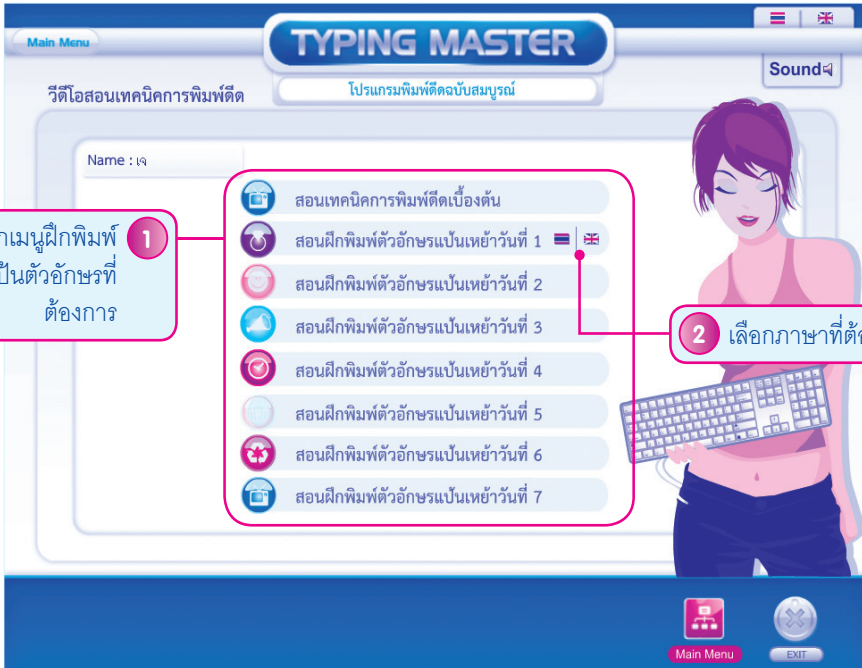 Main Menu
TYPING MASTER
Sound
วีดีโอสอนเทคนิคการพิมพ์ดีด
โปรแกรมพิมพ์ดีดฉบับสมบูรณ์
Name : เจ
สอนเทคนิคการพิมพ์ดีดเบื้องต้น
สอนฝึกพิมพ์ตัวอักษรแป้นเหย้าวันที่ 1
สอนฝึกพิมพ์ตัวอักษรแป้นเหย้าวันที่ 2
สอนฝึกพิมพ์ตัวอักษรแป้นเหย้าวันที่ 3
สอนฝึกพิมพ์ตัวอักษรแป้นเหย้าวันที่ 4
สอนฝึกพิมพ์ตัวอักษรแป้นเหย้าวันที่ 5
สอนฝึกพิมพ์ตัวอักษรแป้นเหย้าวันที่ 6
สอนฝึกพิมพ์ตัวอักษรแป้นเหย้าวันที่ 7
1
กเมนูฝึกพิมพ์
ป็นตัวอักษรที่
ต้องการ
2 เลือกภาษาที่ต้
Main Menu
EXIT